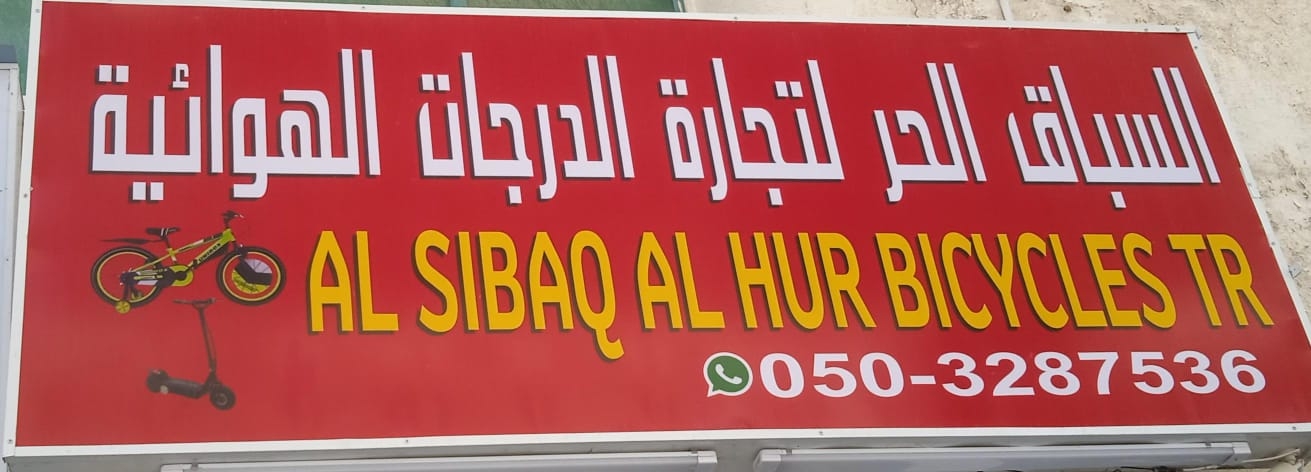 السباق الحر لتجارة الدرجات الهوائية
AL SIBAQ AL HUR BICYCLES TR
050-3287536